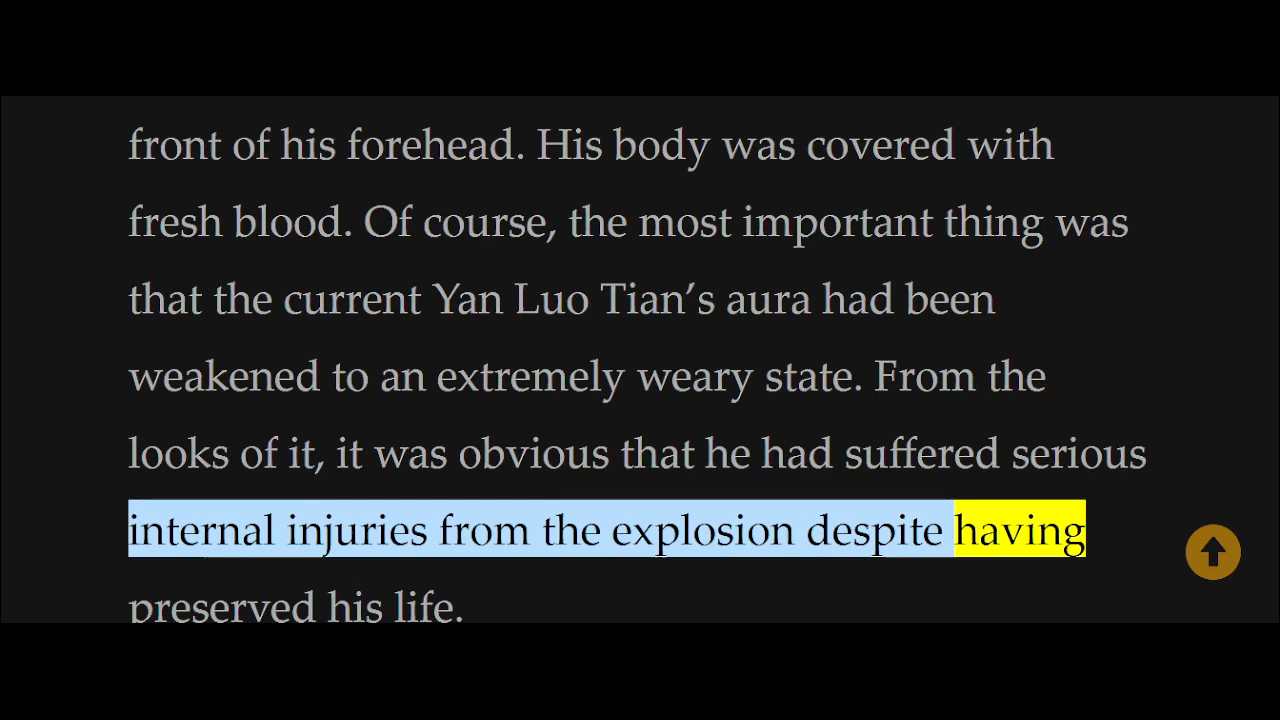 front of his forehead. His body was covered with
fresh blood. Of course, the most important thing was
that the current Yan Luo Tian’s aura had been
weakened to an extremely weary state. From the
looks of it, it was obvious that he had suffered serious
internal injuries from the explosion despite having
preserved his life.